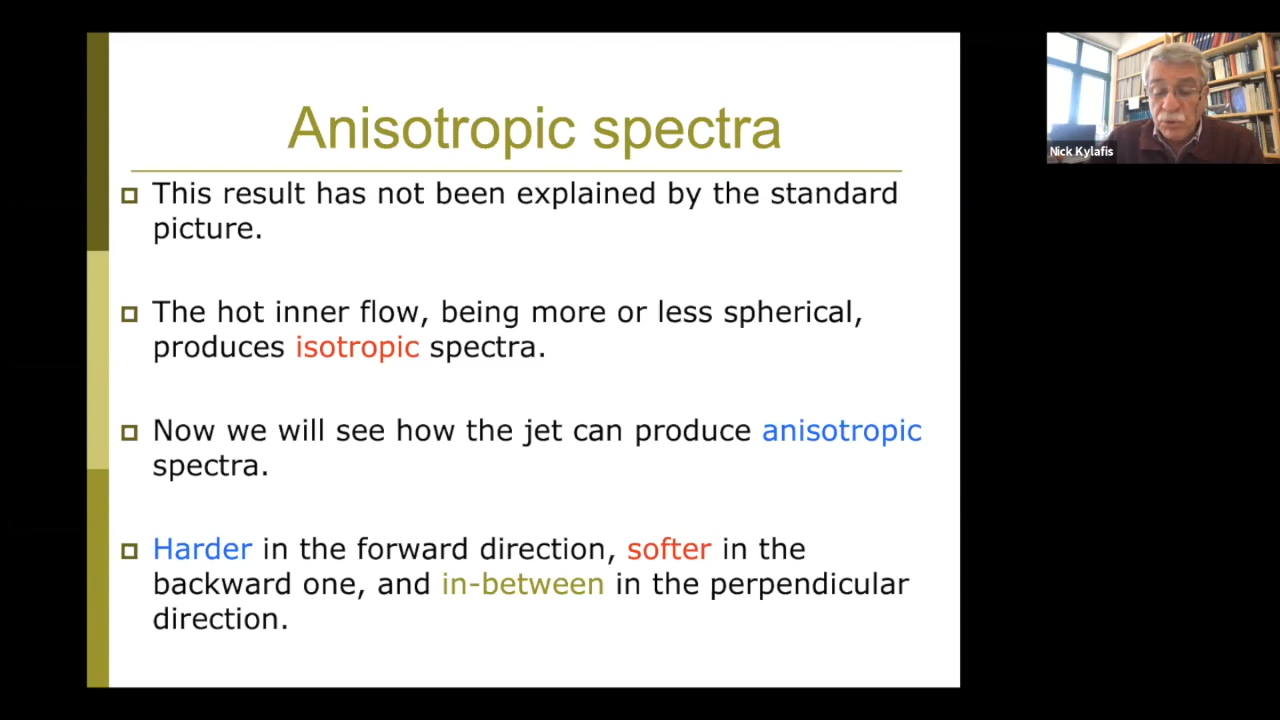 Anisotropic spectra
This result has not been explained by the standard
picture.
The hot inner flow, being more or less spherical,
produces isotropic spectra.
Now we will see how the jet can produce anisotropic
spectra.
Harder in the forward direction, softer in the
backward one, and in-between in the perpendicular
direction.
Nick Kylafis